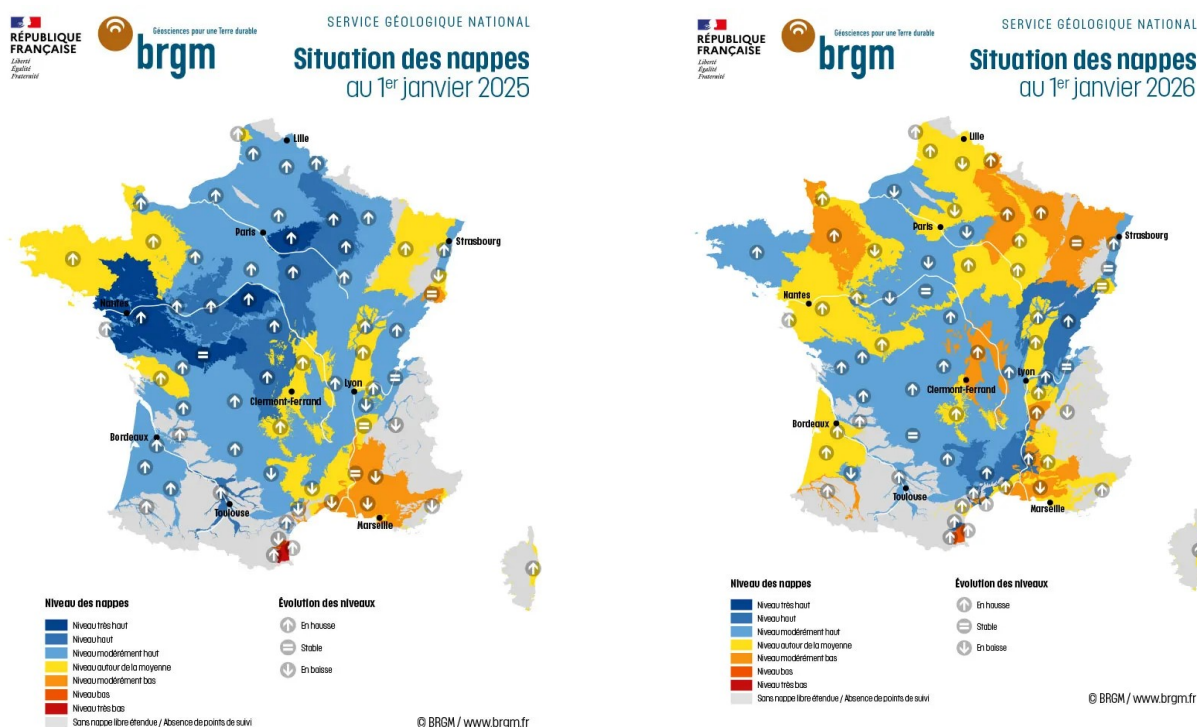 RÉPUBLIQUE
FRANÇAISE
Liberté
Égalité
Fraternité
Géosciences pour une Terre durable
brgm
SERVICE GÉOLOGIQUE NATIONAL
Situation des nappes
au 1er janvier 2025
Lille
Paris
Strasbourg
Nantes
Lyon
Clermont-Ferrand
Bordeaux
Toulouse
Marseille
Niveau des nappes
Niveau très haut
Niveau haut
Niveau modérément haut
Niveau autour de la moyenne
Niveau modérément bas
Niveau bas
Niveau très bas
Sans nappe libre étendue / Absence de points de suivi
Évolution des niveaux
En hausse
Stable
En baisse
© BRGM / www.brgm.fr
RÉPUBLIQUE
FRANÇAISE
Liberté
Égalité
Fraternité
Géosciences pour une Terre durable
brgm
SERVICE GÉOLOGIQUE NATIONAL
Situation des nappes
au 1er janvier 2026
Lille
Paris
Strasbourg
Nantes
Lyon
Clermont-Ferrand
Bordeaux
Toulouse
Marseille
Niveau des nappes
Niveau très haut
Niveau haut
Niveau modérément haut
Niveau autour de la moyenne
Niveau modérément bas
Niveau bas
Niveau très bas
Sans nappe libre étendue / Absence de points de suivi
Évolution des niveaux
En hausse
Stable
En baisse
© BRGM / www.brgm.fr